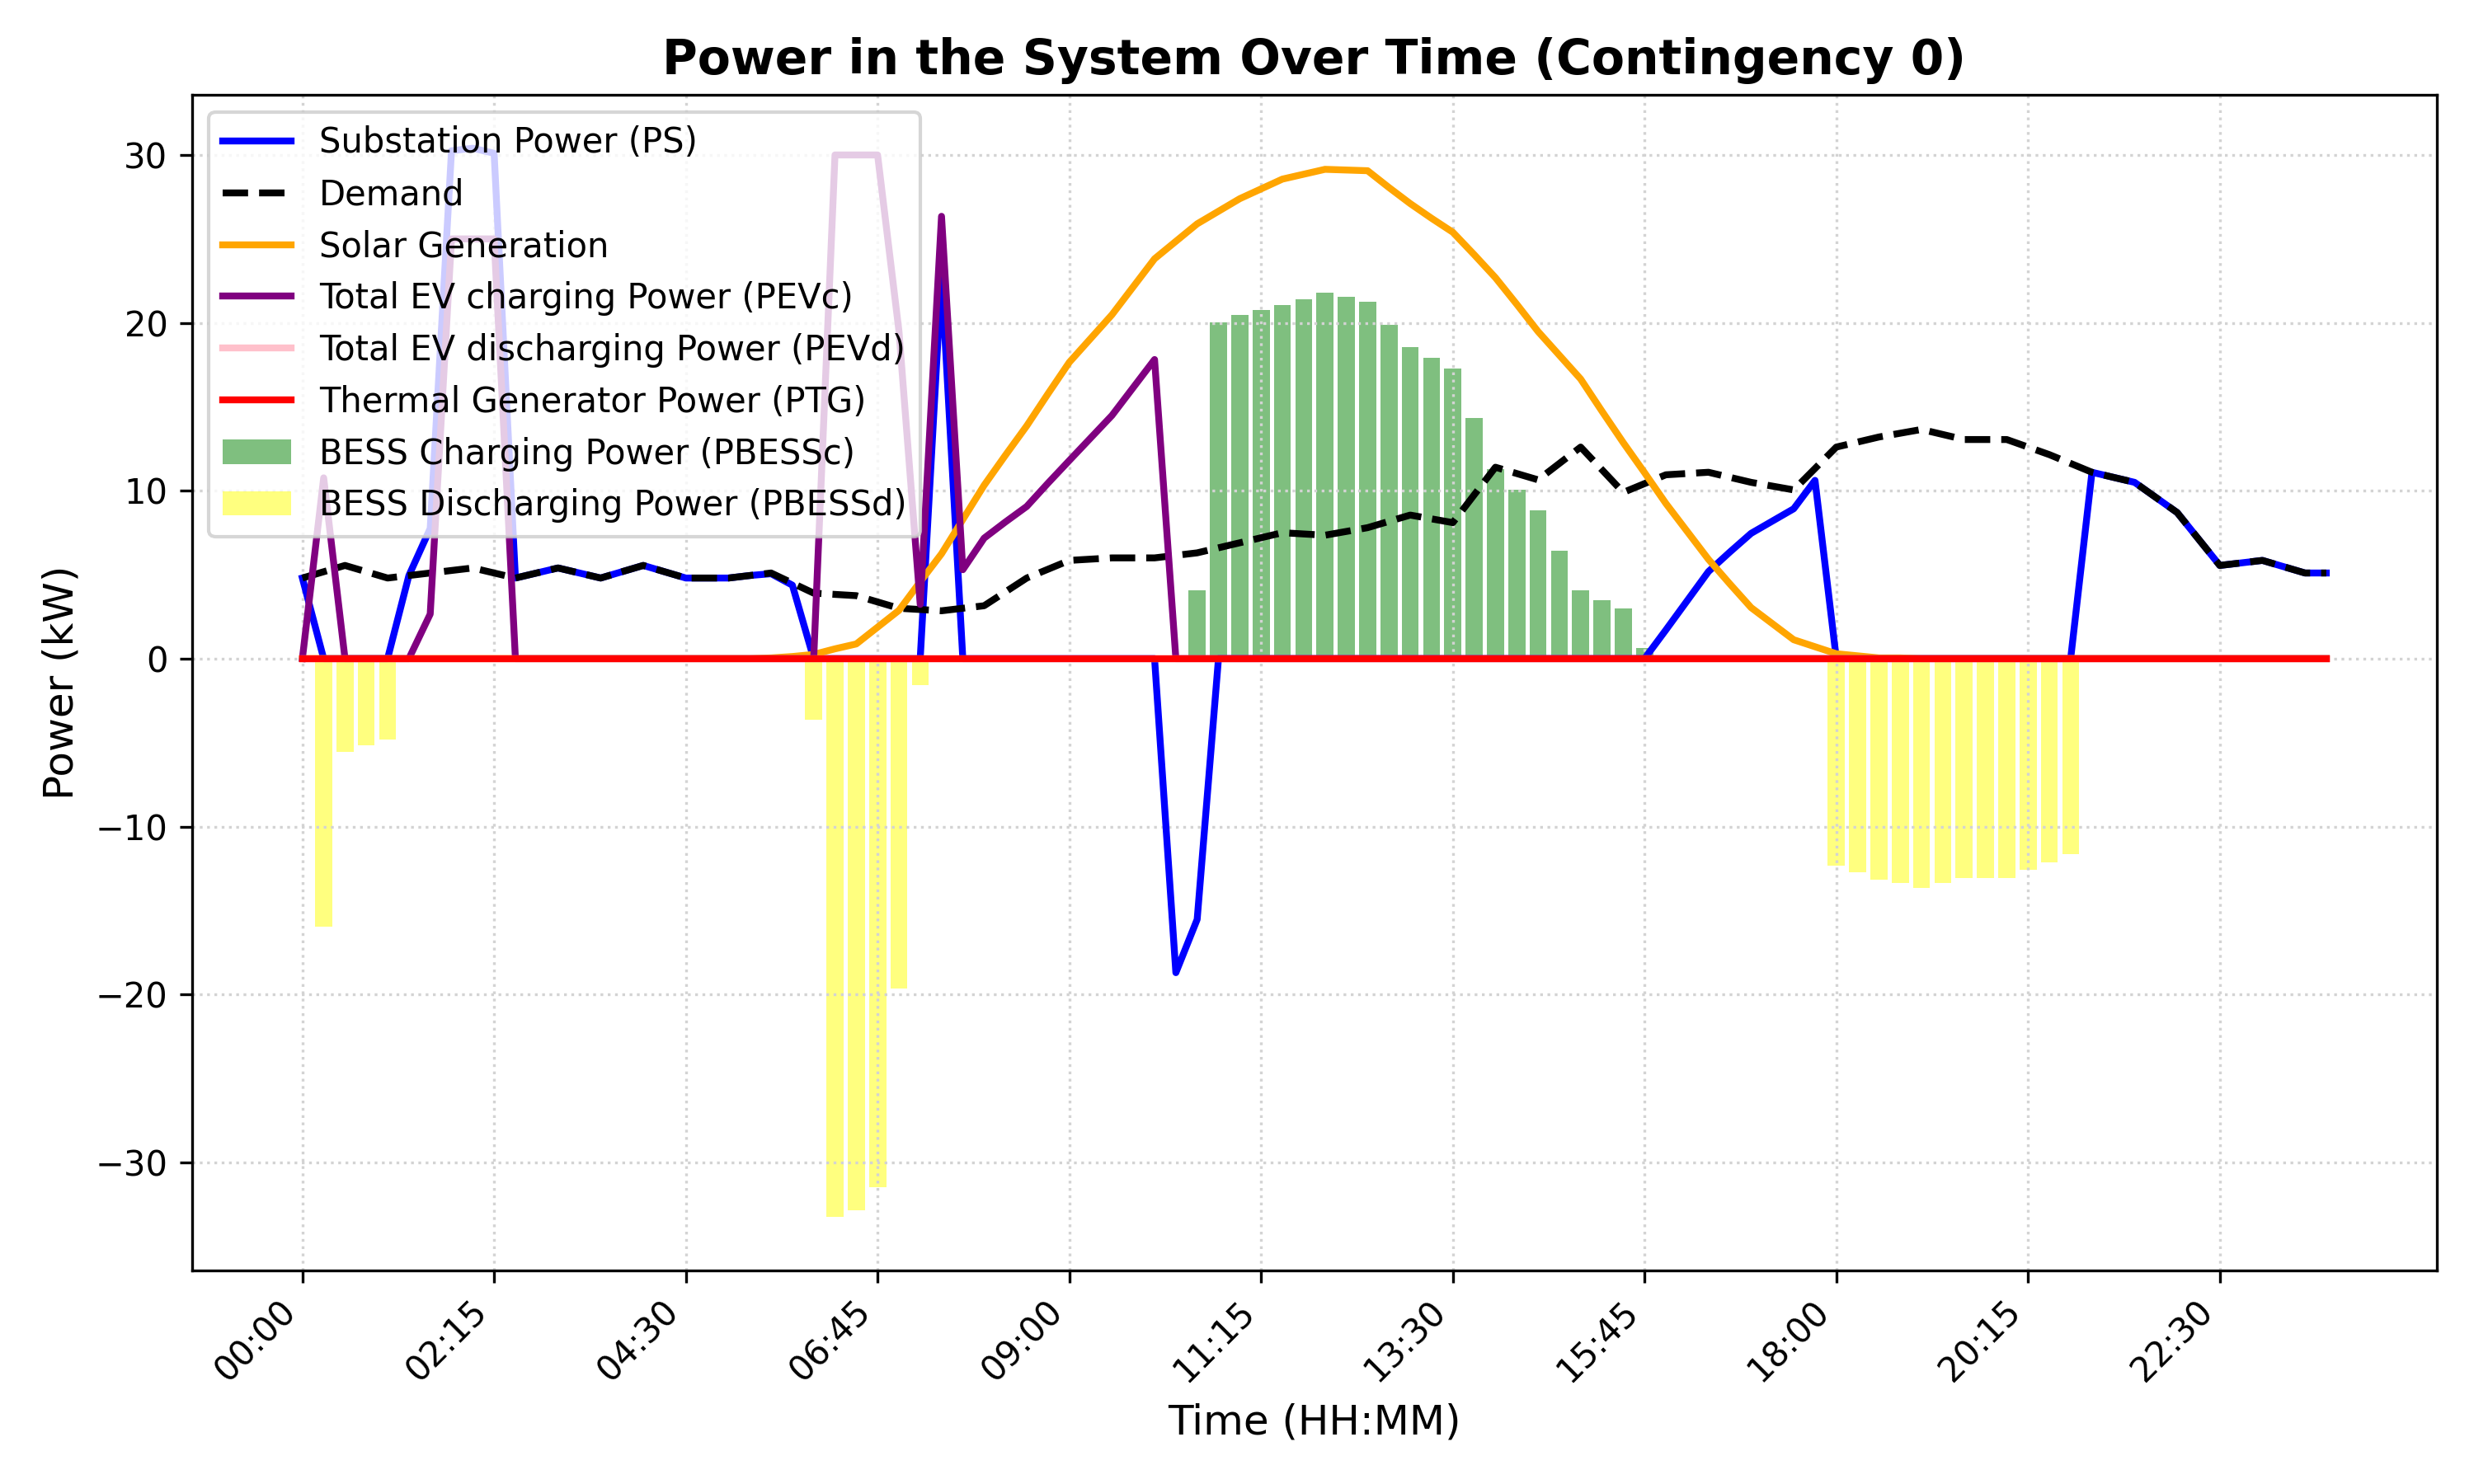 Power in the System Over Time (Contingency 0)
Substation Power (PS)
Demand
Solar Generation
Total EV charging Power (PEVc)
Total EV discharging Power (PEVd)
Thermal Generator Power (PTG)
BESS Charging Power (PBESSc)
BESS Discharging Power (PBESSd)
Power (kW)
30
20
10
0
−10
−20
−30
00:00
02:15
04:30
06:45
09:00
11:15
13:30
15:45
18:00
20:15
22:30
Time (HH:MM)